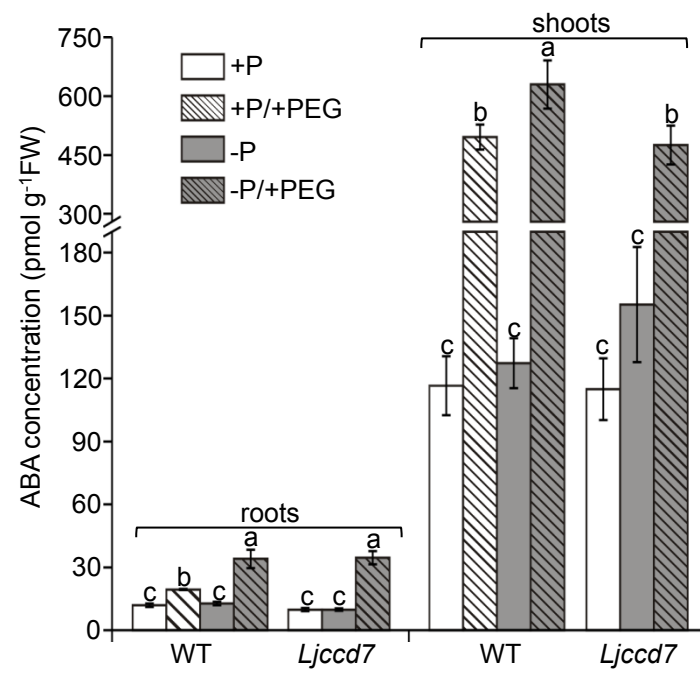 shoots
750
+P
+P/+PEG
-P
-P/+PEG
600
450
300
180
150
120
90
60
30
0
ABA concentration (pmol g⁻¹FW)
roots
c b c a c c a
c b c a c c b
WT Ljccd7 WT Ljccd7